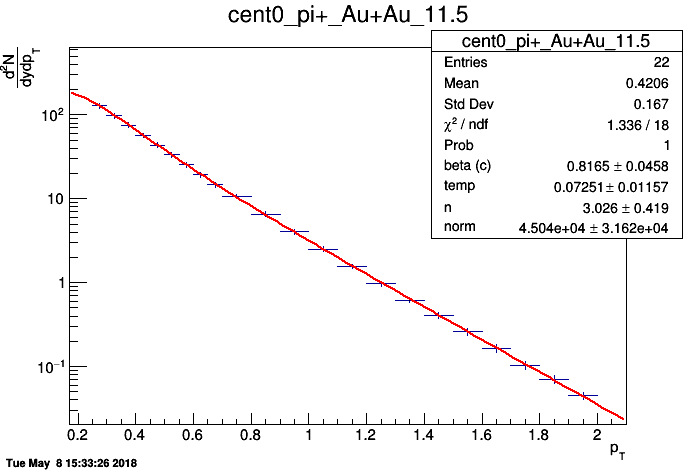 cent0_pi+_Au+Au_11.5
d²N
dydp_T
cent0_pi+_Au+Au_11.5
Entries 22
Mean 0.4206
Std Dev 0.167
χ² / ndf 1.336 / 18
Prob 1
beta (c) 0.8165 ± 0.0458
temp 0.07251 ± 0.01157
n 3.026 ± 0.419
norm 4.504e+04 ± 3.162e+04
10²
10
1
10⁻¹
0.2 0.4 0.6 0.8 1 1.2 1.4 1.6 1.8 2
p_T
Tue May 8 15:33:26 2018